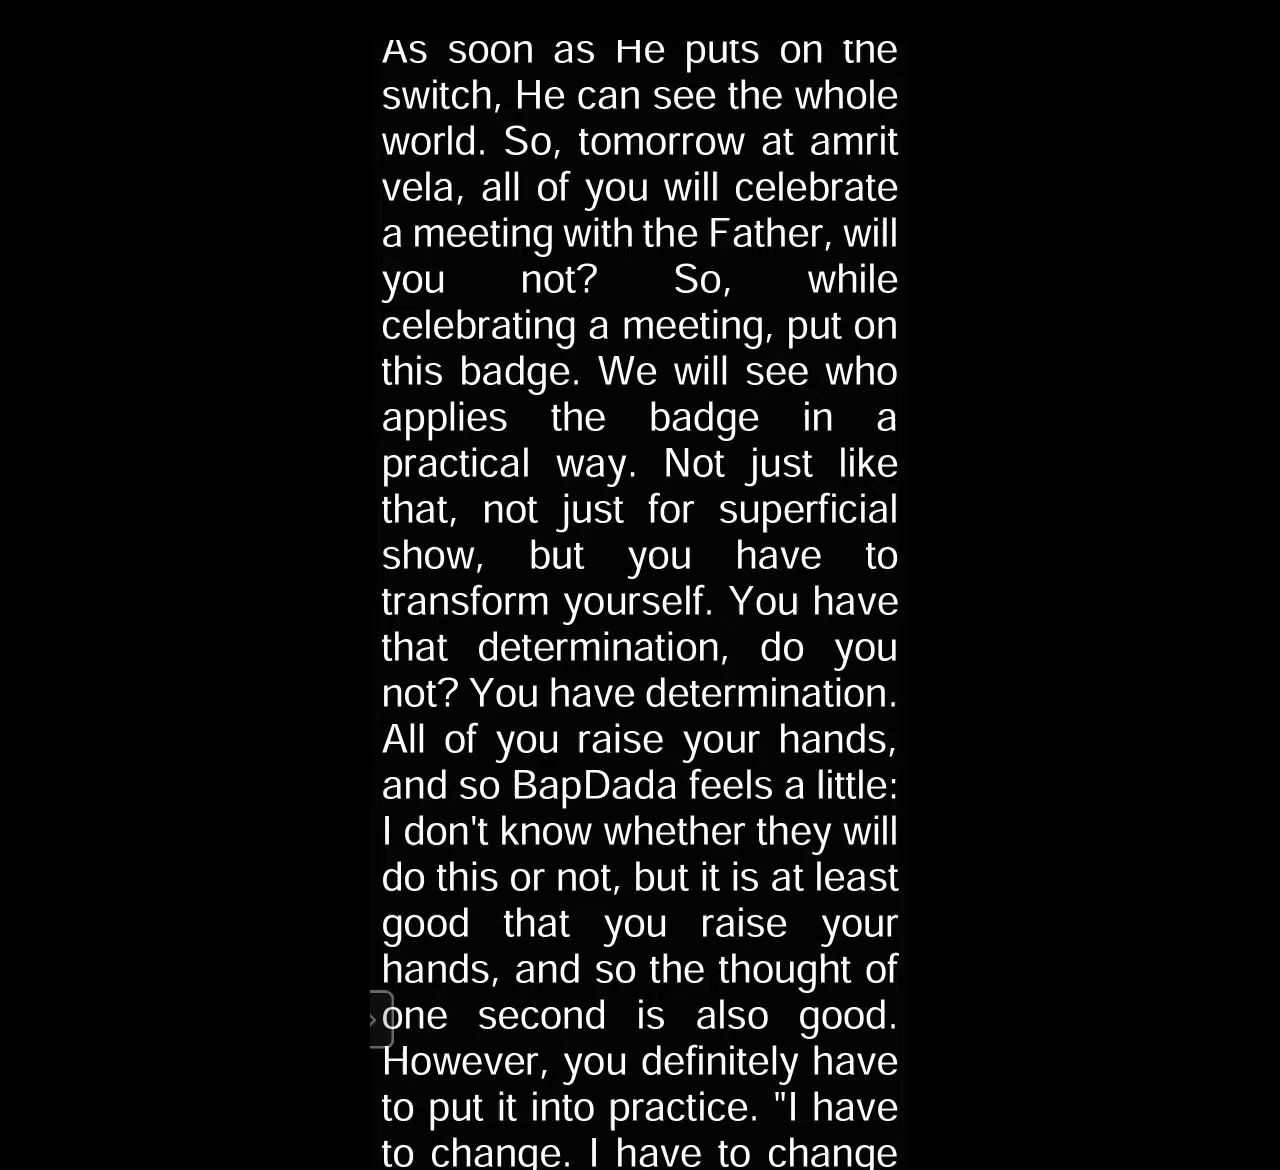 As soon as He puts on the
switch, He can see the whole
world. So, tomorrow at amrit
vela, all of you will celebrate
a meeting with the Father, will
you not? So, while
celebrating a meeting, put on
this badge. We will see who
applies the badge in a
practical way. Not just like
that, not just for superficial
show, but you have to
transform yourself. You have
that determination, do you
not? You have determination.
All of you raise your hands,
and so BapDada feels a little:
I don't know whether they will
do this or not, but it is at least
good that you raise your
hands, and so the thought of
one second is also good.
However, you definitely have
to put it into practice. "I have
to change. I have to change